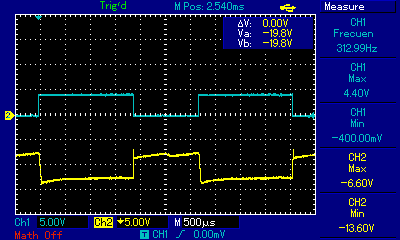 Trig'd M Pos: 2.540ms Measure
ΔV: 0.00V
Va: -19.8V
Vb: -19.8V
CH1
Frecuen
312.99Hz
CH1
Max
4.40V
CH1
Min
-400.00mV
CH2
Max
-6.60V
CH2
Min
-13.60V
2
Ch1 5.00V Ch2 5.00V M 500µs
Math Off T CH1 0.00mV